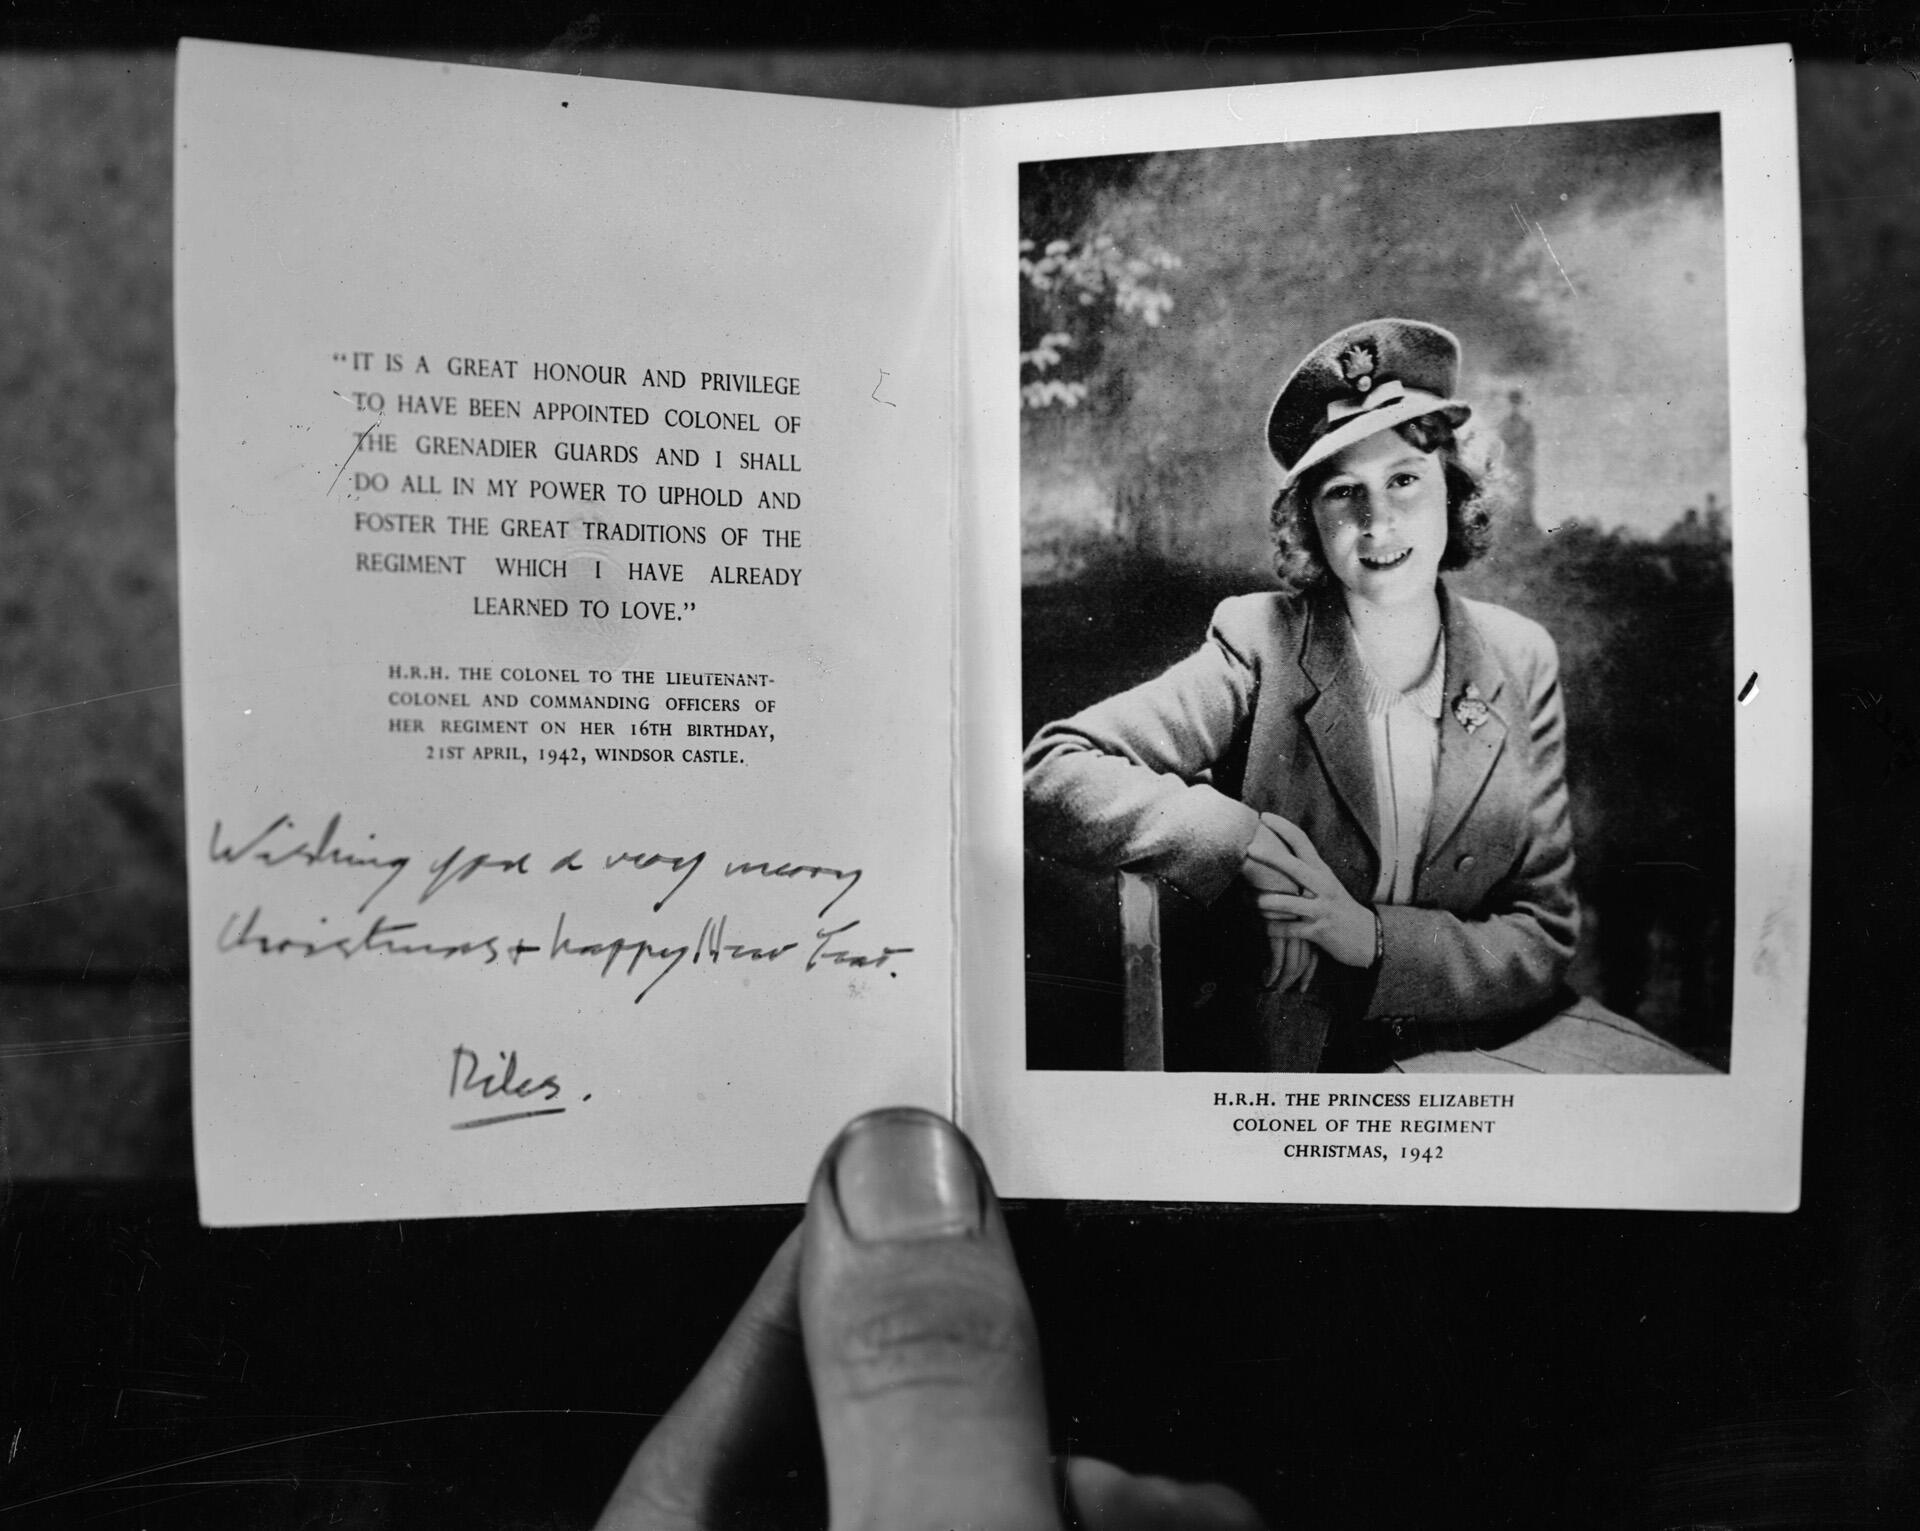 “IT IS A GREAT HONOUR AND PRIVILEGE
TO HAVE BEEN APPOINTED COLONEL OF
THE GRENADIER GUARDS AND I SHALL
DO ALL IN MY POWER TO UPHOLD AND
FOSTER THE GREAT TRADITIONS OF THE
REGIMENT WHICH I HAVE ALREADY
LEARNED TO LOVE.”
H.R.H. THE COLONEL TO THE LIEUTENANT-
COLONEL AND COMMANDING OFFICERS OF
HER REGIMENT ON HER 16TH BIRTHDAY,
21ST APRIL, 1942, WINDSOR CASTLE.
Wishing you a very merry
Christmas + happy New Year.
H.R.H. THE PRINCESS ELIZABETH
COLONEL OF THE REGIMENT
CHRISTMAS, 1942